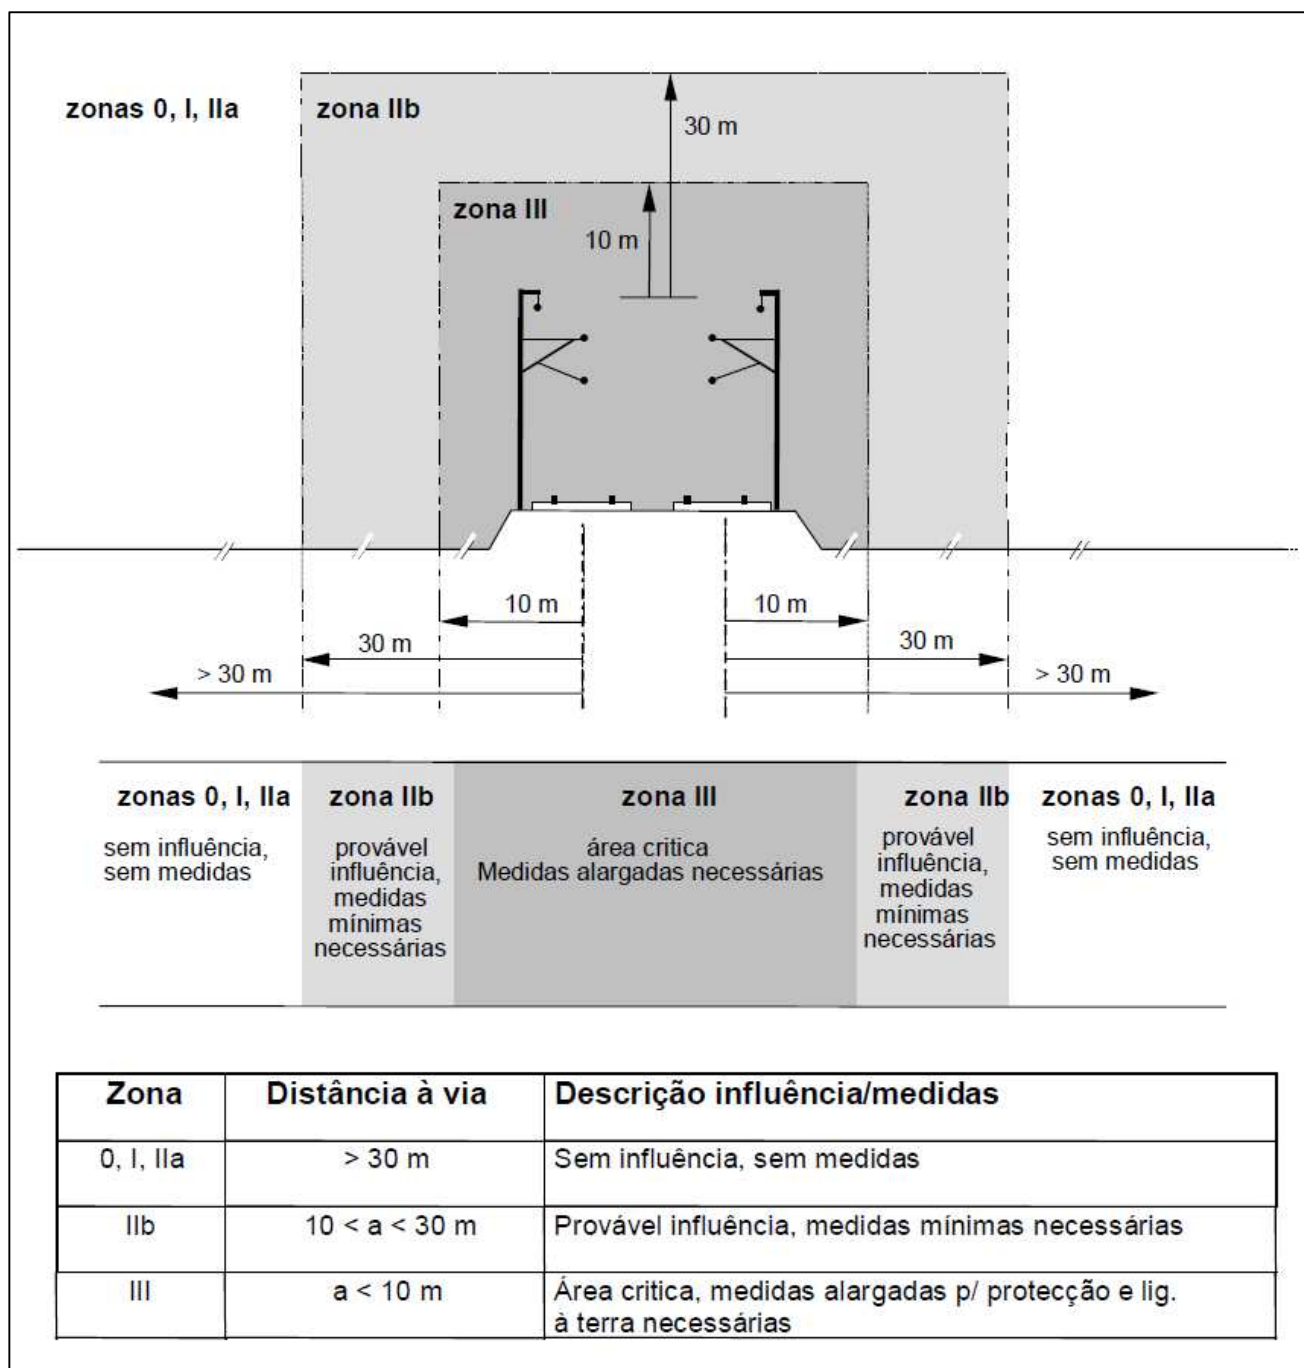 zonas 0, I, IIa
zona IIb
30 m
zona III
10 m
10 m
10 m
30 m
30 m
> 30 m
> 30 m
zonas 0, I, IIa
sem influência,
sem medidas
zona IIb
provável
influência,
medidas
mínimas
necessárias
zona III
área critica
Medidas alargadas necessárias
zona IIb
provável
influência,
medidas
mínimas
necessárias
zonas 0, I, IIa
sem influência,
sem medidas
Zona Distância à via Descrição influência/medidas
0, I, IIa > 30 m Sem influência, sem medidas
IIb 10 < a < 30 m Provável influência, medidas mínimas necessárias
III a < 10 m Área critica, medidas alargadas p/ protecção e lig.
à terra necessárias